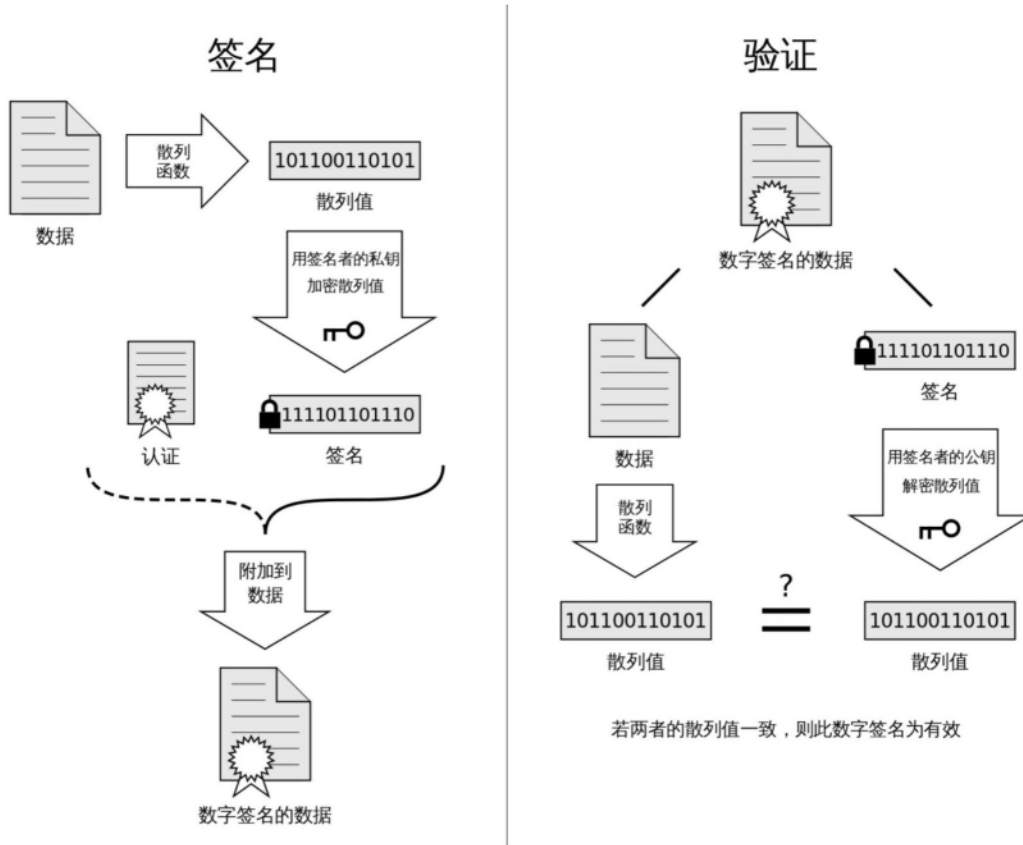 签名
散列
函数
101100110101
散列值
数据
用签名者的私钥
加密散列值
111101101110
认证
签名
附加到
数据
数字签名的数据
验证
数字签名的数据
111101101110
签名
数据
用签名者的公钥
解密散列值
散列
函数
?
101100110101
101100110101
散列值
散列值
若两者的散列值一致，则此数字签名为有效